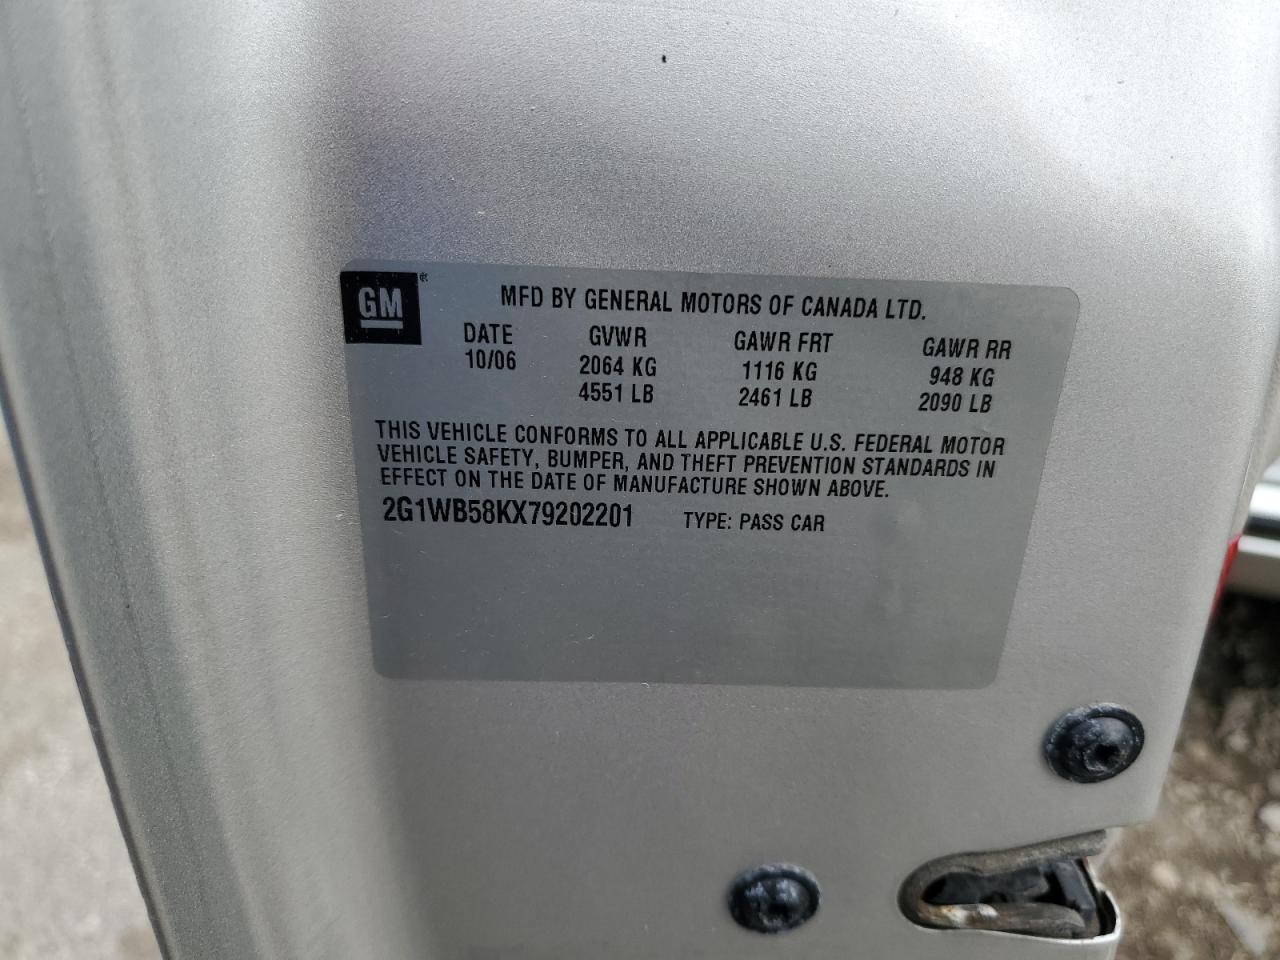 GM®
MFD BY GENERAL MOTORS OF CANADA LTD.
DATE GVWR GAWR FRT GAWR RR
10/06 2064 KG 1116 KG 948 KG
4551 LB 2461 LB 2090 LB
THIS VEHICLE CONFORMS TO ALL APPLICABLE U.S. FEDERAL MOTOR
VEHICLE SAFETY, BUMPER, AND THEFT PREVENTION STANDARDS IN
EFFECT ON THE DATE OF MANUFACTURE SHOWN ABOVE.
2G1WB58KX79202201 TYPE: PASS CAR